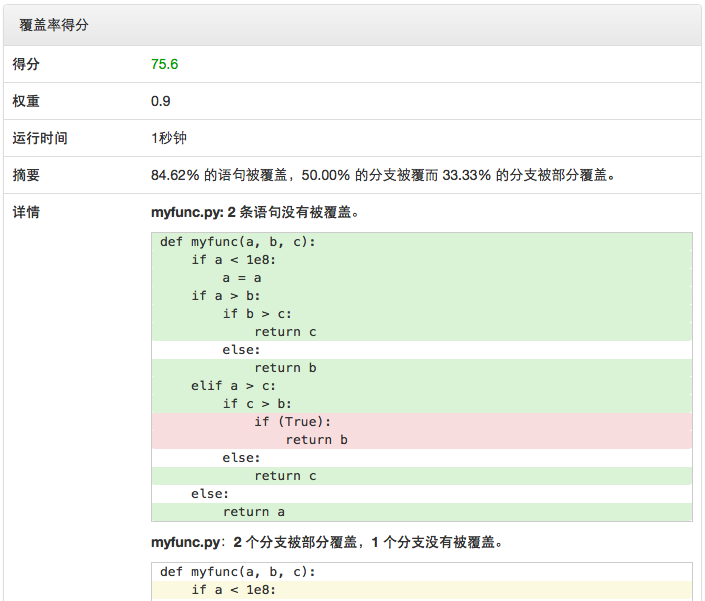 覆盖率得分
得分 75.6
权重 0.9
运行时间 1秒钟
摘要 84.62% 的语句被覆盖，50.00% 的分支被覆而 33.33% 的分支被部分覆盖。
详情 myfunc.py: 2 条语句没有被覆盖。
def myfunc(a, b, c):
    if a < 1e8:
        a = a
    if a > b:
        if b > c:
            return c
        else:
            return b
    elif a > c:
        if c > b:
            if (True):
                return b
        else:
            return c
    else:
        return a
myfunc.py：2 个分支被部分覆盖，1 个分支没有被覆盖。
def myfunc(a, b, c):
    if a < 1e8: